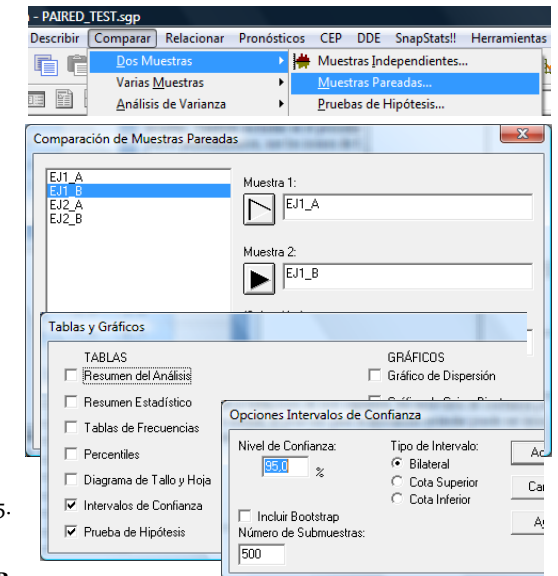 - PAIRED_TEST.sgp
Describir Comparar Relacionar Pronósticos CEP DDE SnapStats!! Herramientas
Dos Muestras Muestras Independientes...
Varias Muestras Muestras Pareadas...
Análisis de Varianza Pruebas de Hipótesis...
Comparación de Muestras Pareadas
EJ1_A
EJ1_B
EJ2_A
EJ2_B
Muestra 1:
EJ1_A
Muestra 2:
EJ1_B
Tablas y Gráficos
TABLAS GRÁFICOS
Resumen del Análisis Gráfico de Dispersión
Resumen Estadístico
Tablas de Frecuencias
Percentiles
Diagrama de Tallo y Hoja
Intervalos de Confianza
Prueba de Hipótesis
Opciones Intervalos de Confianza
Nivel de Confianza: Tipo de Intervalo:
95,0 % Bilateral
Cota Superior
Cota Inferior
Incluir Bootstrap
Número de Submuestras:
500
5.